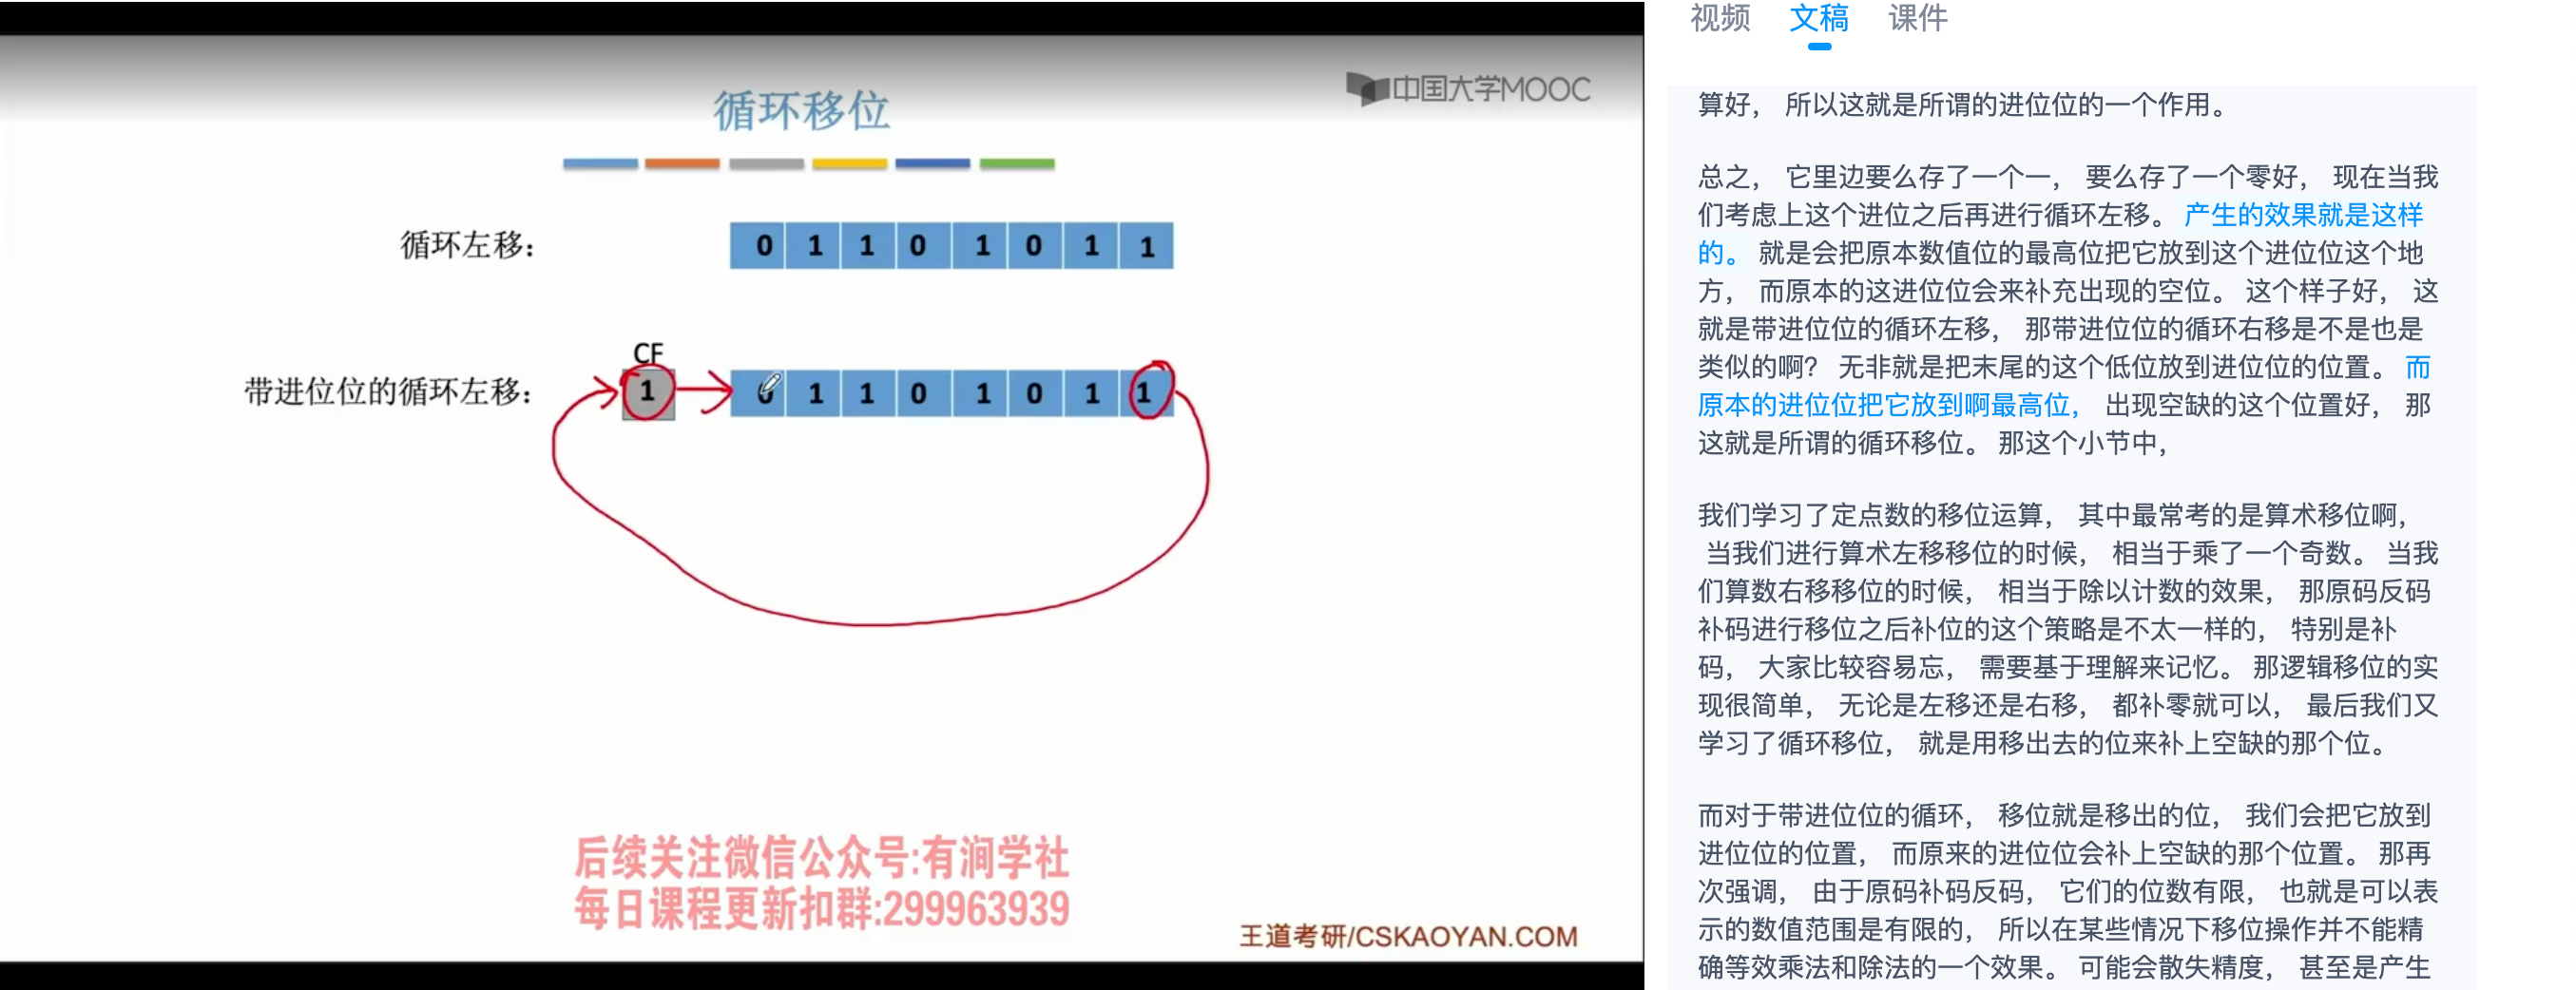 中国大学MOOC
循环移位
循环左移：
0 1 1 0 1 0 1 1
CF
带进位位的循环左移：
1
0 1 1 0 1 0 1 1
后续关注微信公众号:有涧学社
每日课程更新扣群:299963939
王道考研/CSKAOYAN.COM
视频 文稿 课件
算好， 所以这就是所谓的进位位的一个作用。
总之， 它里边要么存了一个一， 要么存了一个零好， 现在当我
们考虑上这个进位之后再进行循环左移。 产生的效果就是这样
的。 就是会把原本数值位的最高位把它放到这个进位位这个地
方， 而原本的这进位位会来补充出现的空位。 这个样子好， 这
就是带进位位的循环左移， 那带进位位的循环右移是不是也是
类似的啊？ 无非就是把末尾的这个低位放到进位位的位置。 而
原本的进位位把它放到啊最高位， 出现空缺的这个位置好， 那
这就是所谓的循环移位。 那这个小节中，
我们学习了定点数的移位运算， 其中最常考的是算术移位啊，
当我们进行算术左移移位的时候， 相当于乘了一个奇数。 当我
们算数右移移位的时候， 相当于除以计数的效果， 那原码反码
补码进行移位之后补位的这个策略是不太一样的， 特别是补
码， 大家比较容易忘， 需要基于理解来记忆。 那逻辑移位的实
现很简单， 无论是左移还是右移， 都补零就可以， 最后我们又
学习了循环移位， 就是用移出去的位来补上空缺的那个位。
而对于带进位位的循环， 移位就是移出的位， 我们会把它放到
进位位的位置， 而原来的进位位会补上空缺的那个位置。 那再
次强调， 由于原码补码反码， 它们的位数有限， 也就是可以表
示的数值范围是有限的， 所以在某些情况下移位操作并不能精
确等效乘法和除法的一个效果。 可能会散失精度， 甚至是产生